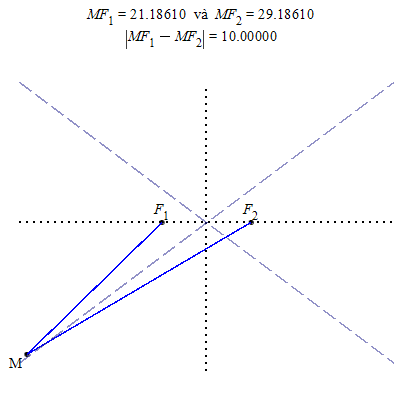 MF₁ = 21.18610 và MF₂ = 29.18610
|MF₁ − MF₂| = 10.00000
F₁ F₂
M